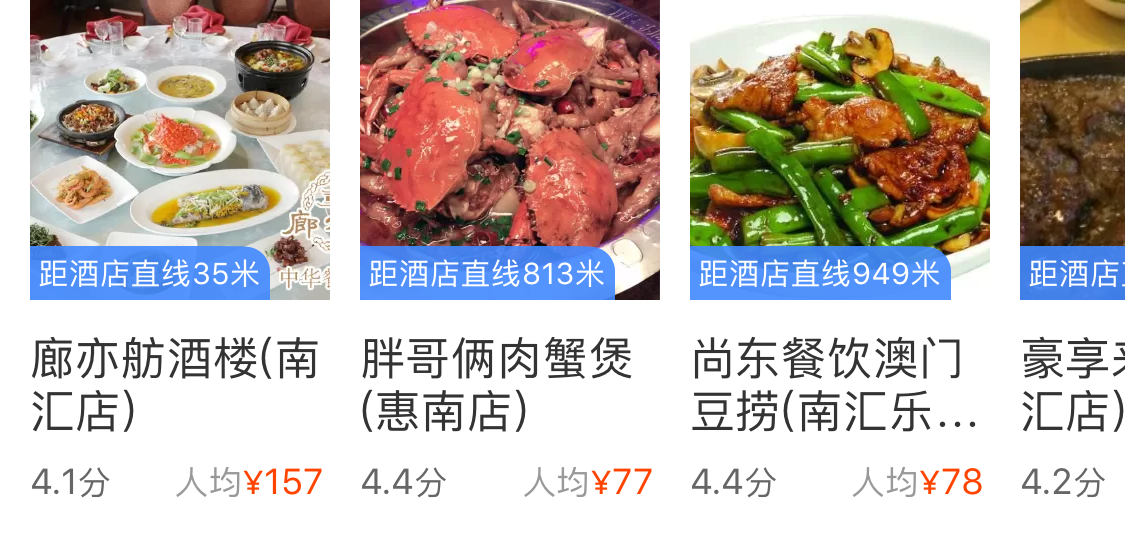 距酒店直线35米
廊亦舫酒楼(南
汇店)
4.1分 人均¥157
距酒店直线813米
胖哥俩肉蟹煲
(惠南店)
4.4分 人均¥77
距酒店直线949米
尚东餐饮澳门
豆捞(南汇乐...
4.4分 人均¥78
距酒店
豪享
汇店)
4.2分